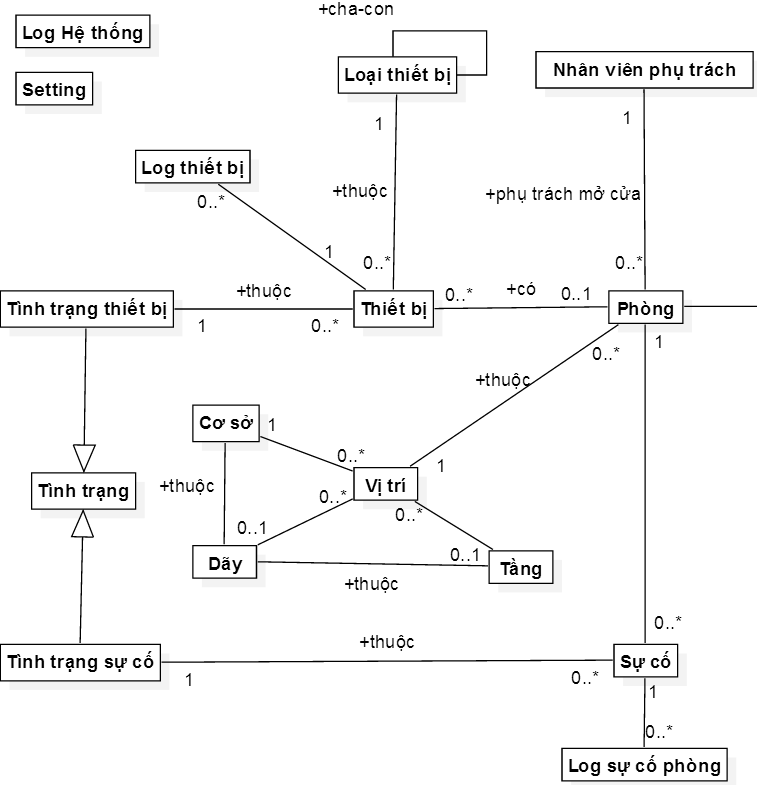 +cha-con
Log Hệ thống
Loại thiết bị
Nhân viên phụ trách
Setting
1
1
Log thiết bị
+thuộc
+phụ trách mở cửa
0..*
1
0..*
0..*
+thuộc
0..*
+có
0..1
Tình trạng thiết bị
Thiết bị
Phòng
1
0..*
1
0..*
+thuộc
Cơ sở
1
0..*
1
+thuộc
Vị trí
Tình trạng
0..*
0..*
0..1
0..1
Dãy
Tầng
+thuộc
0..*
+thuộc
Tình trạng sự cố
Sự cố
1
0..*
1
0..*
Log sự cố phòng